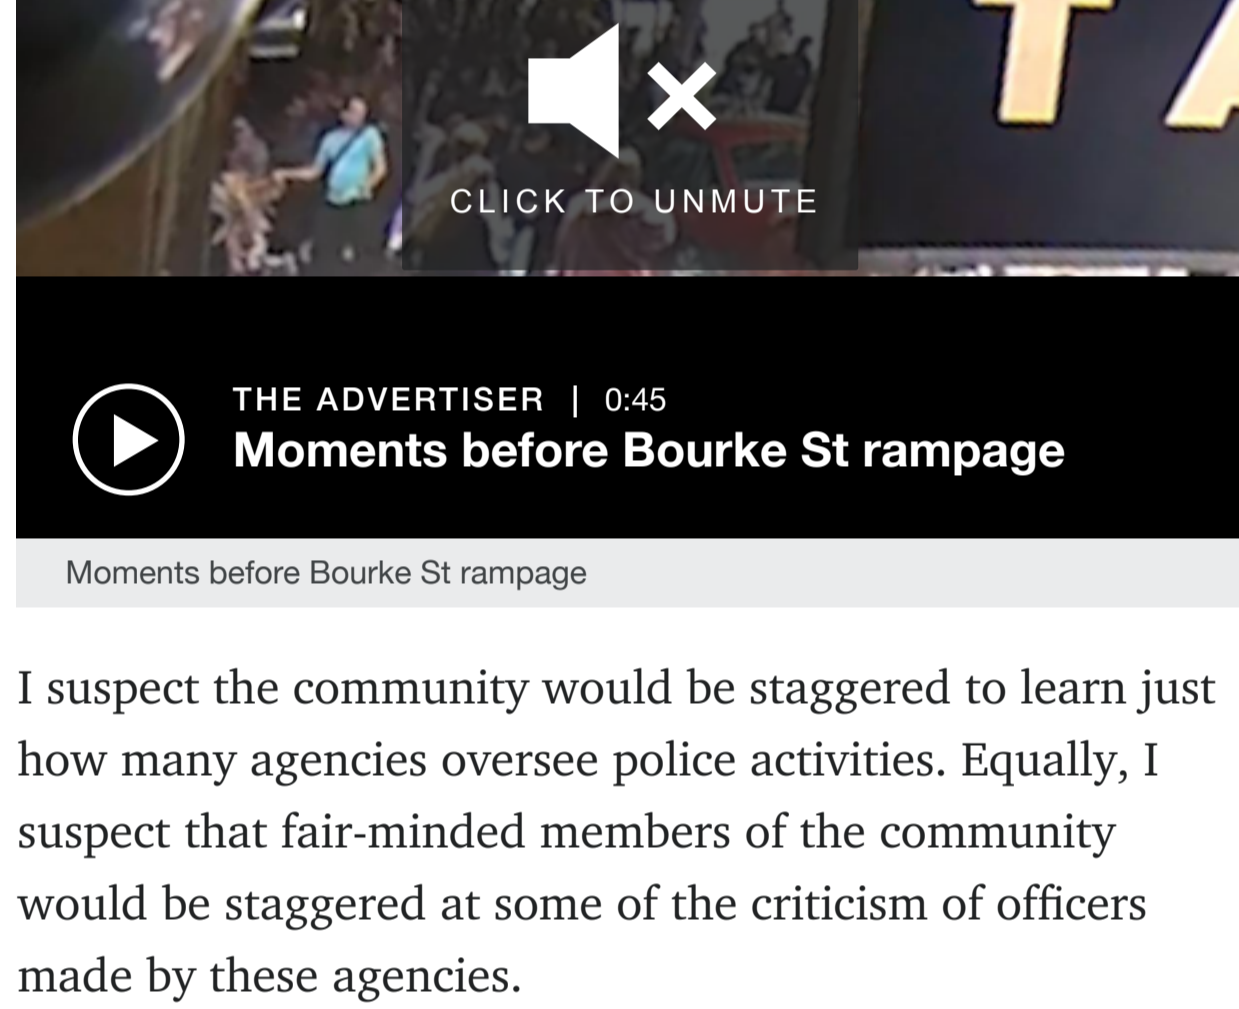 TA
CLICK TO UNMUTE
THE ADVERTISER | 0:45
Moments before Bourke St rampage
Moments before Bourke St rampage
I suspect the community would be staggered to learn just
how many agencies oversee police activities. Equally, I
suspect that fair-minded members of the community
would be staggered at some of the criticism of officers
made by these agencies.